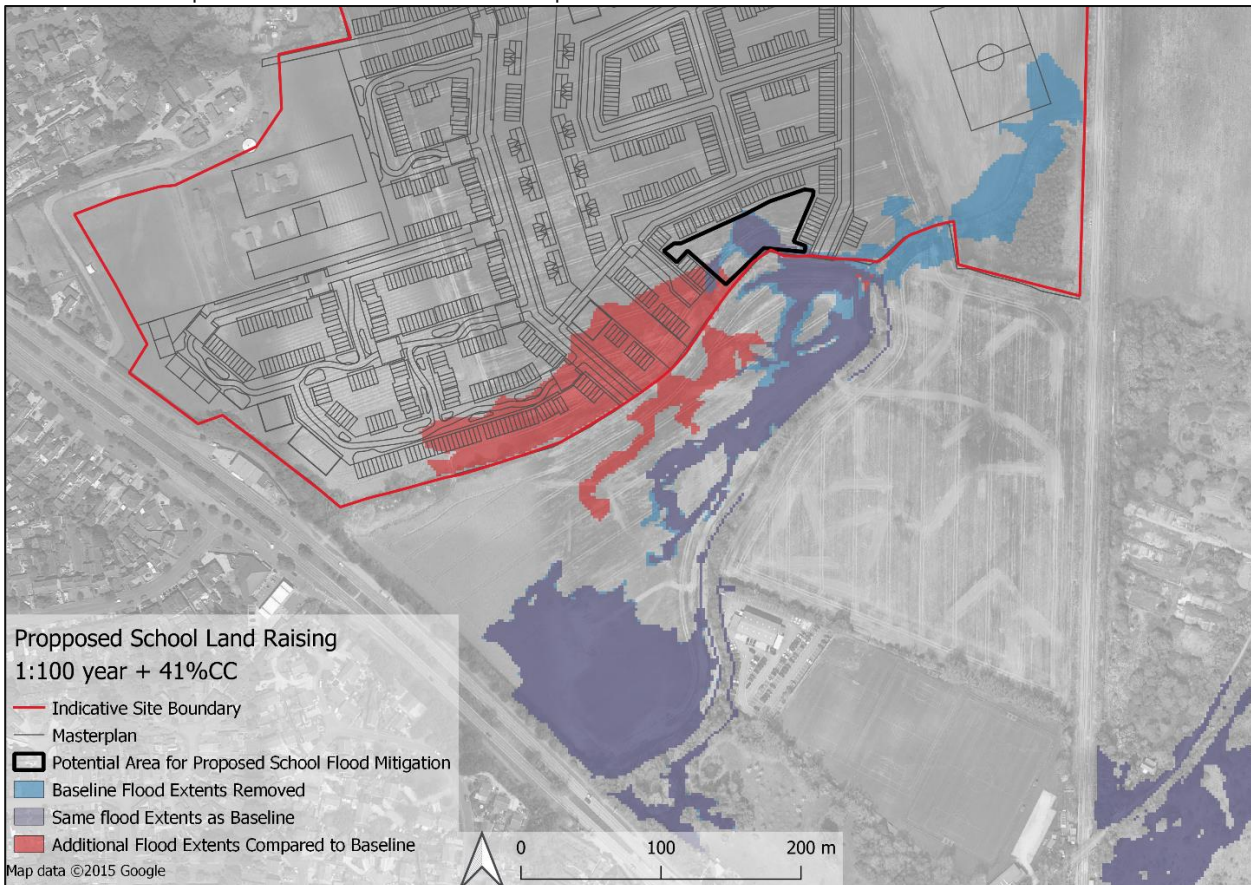 Propposed School Land Raising
1:100 year + 41%CC
Indicative Site Boundary
Masterplan
Potential Area for Proposed School Flood Mitigation
Baseline Flood Extents Removed
Same flood Extents as Baseline
Additional Flood Extents Compared to Baseline
Map data ©2015 Google
0 100 200 m